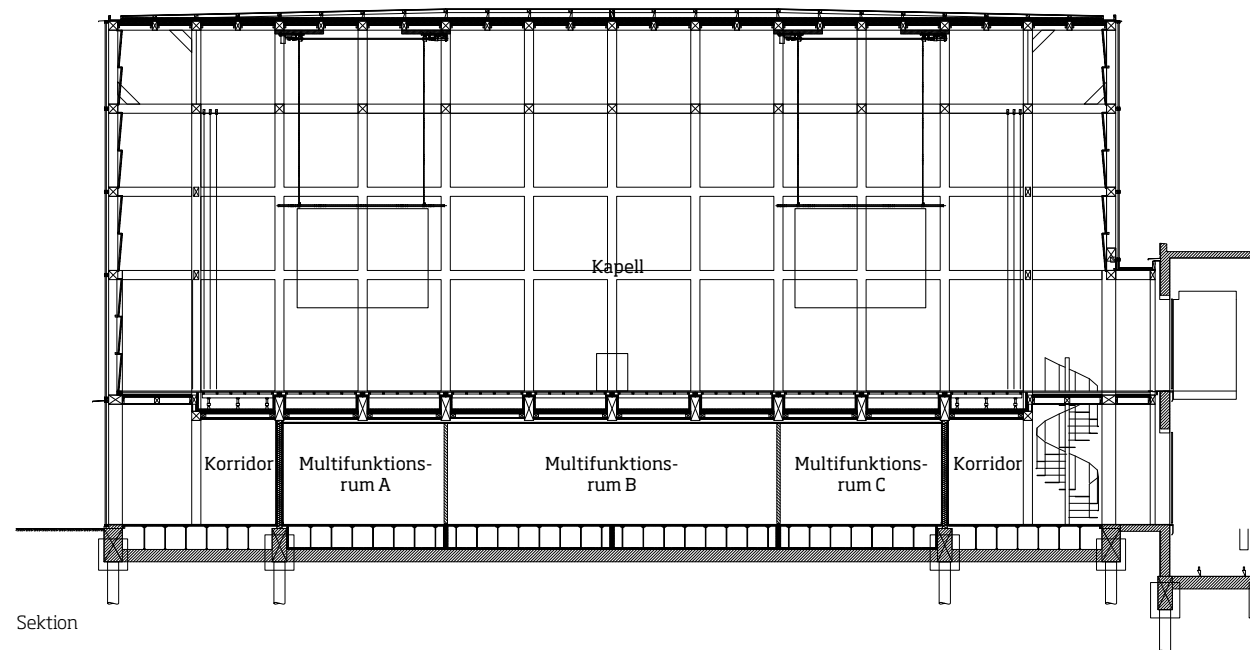 Kapell
Korridor
Multifunktions-
rum A
Multifunktions-
rum B
Multifunktions-
rum C
Korridor
Sektion